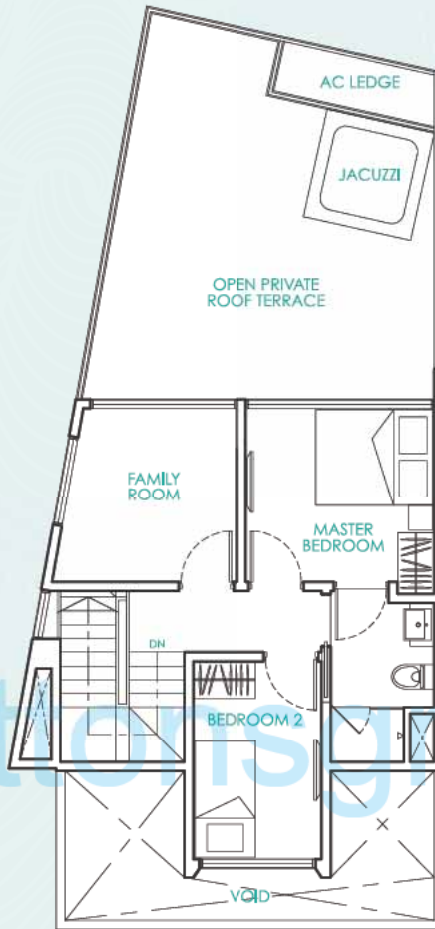 AC LEDGE
JACUZZI
OPEN PRIVATE
ROOF TERRACE
FAMILY
ROOM
MASTER
BEDROOM
DN
BEDROOM 2
VOID